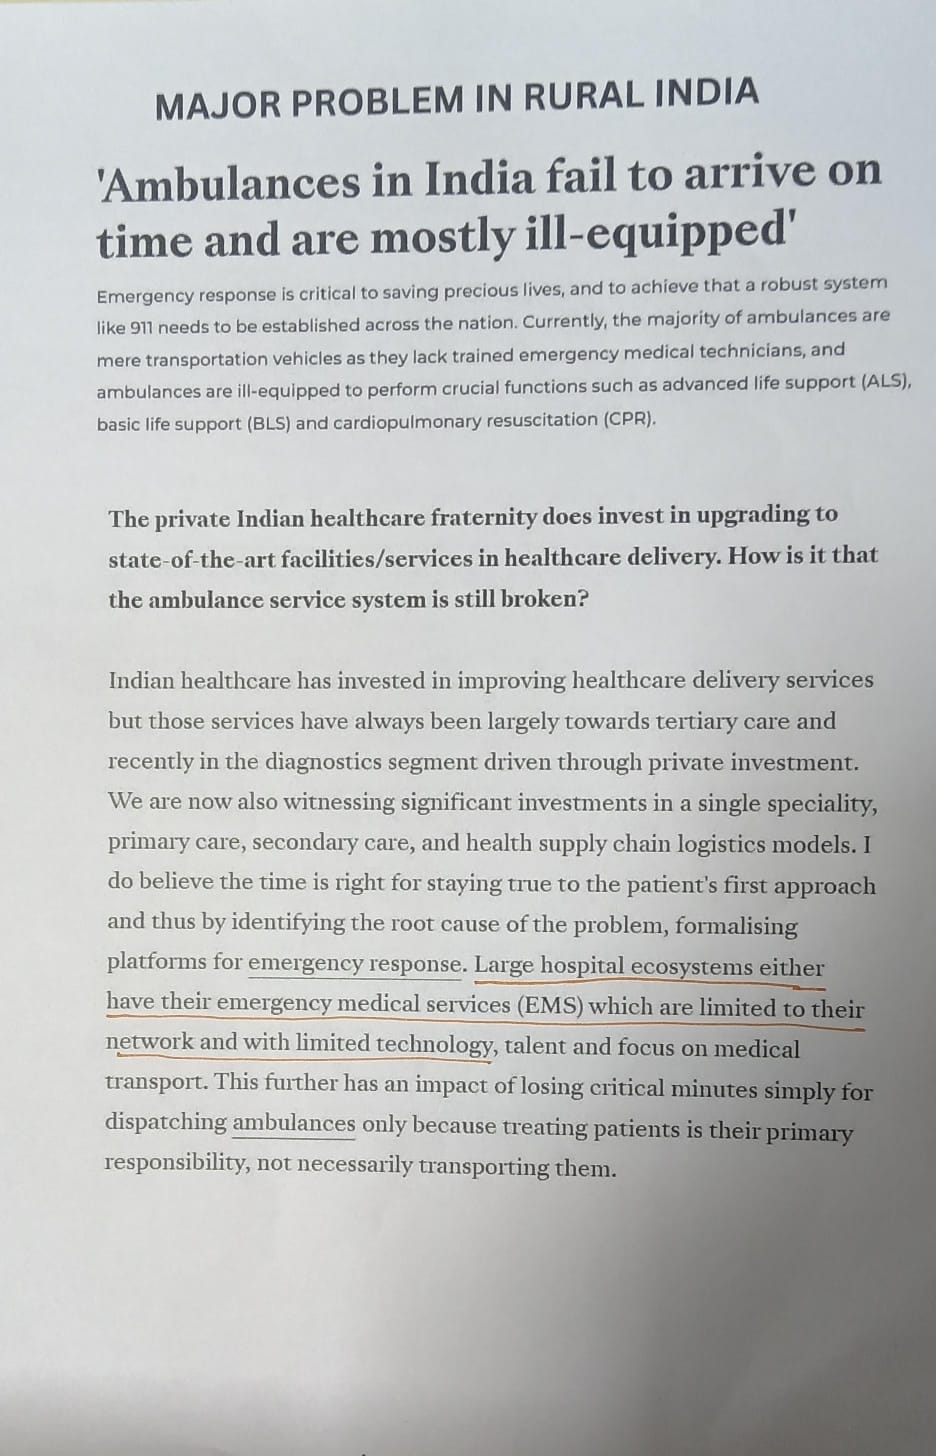 MAJOR PROBLEM IN RURAL INDIA
'Ambulances in India fail to arrive on
time and are mostly ill-equipped'
Emergency response is critical to saving precious lives, and to achieve that a robust system
like 911 needs to be established across the nation. Currently, the majority of ambulances are
mere transportation vehicles as they lack trained emergency medical technicians, and
ambulances are ill-equipped to perform crucial functions such as advanced life support (ALS),
basic life support (BLS) and cardiopulmonary resuscitation (CPR).
The private Indian healthcare fraternity does invest in upgrading to
state-of-the-art facilities/services in healthcare delivery. How is it that
the ambulance service system is still broken?
Indian healthcare has invested in improving healthcare delivery services
but those services have always been largely towards tertiary care and
recently in the diagnostics segment driven through private investment.
We are now also witnessing significant investments in a single speciality,
primary care, secondary care, and health supply chain logistics models. I
do believe the time is right for staying true to the patient's first approach
and thus by identifying the root cause of the problem, formalising
platforms for emergency response. Large hospital ecosystems either
have their emergency medical services (EMS) which are limited to their
network and with limited technology, talent and focus on medical
transport. This further has an impact of losing critical minutes simply for
dispatching ambulances only because treating patients is their primary
responsibility, not necessarily transporting them.